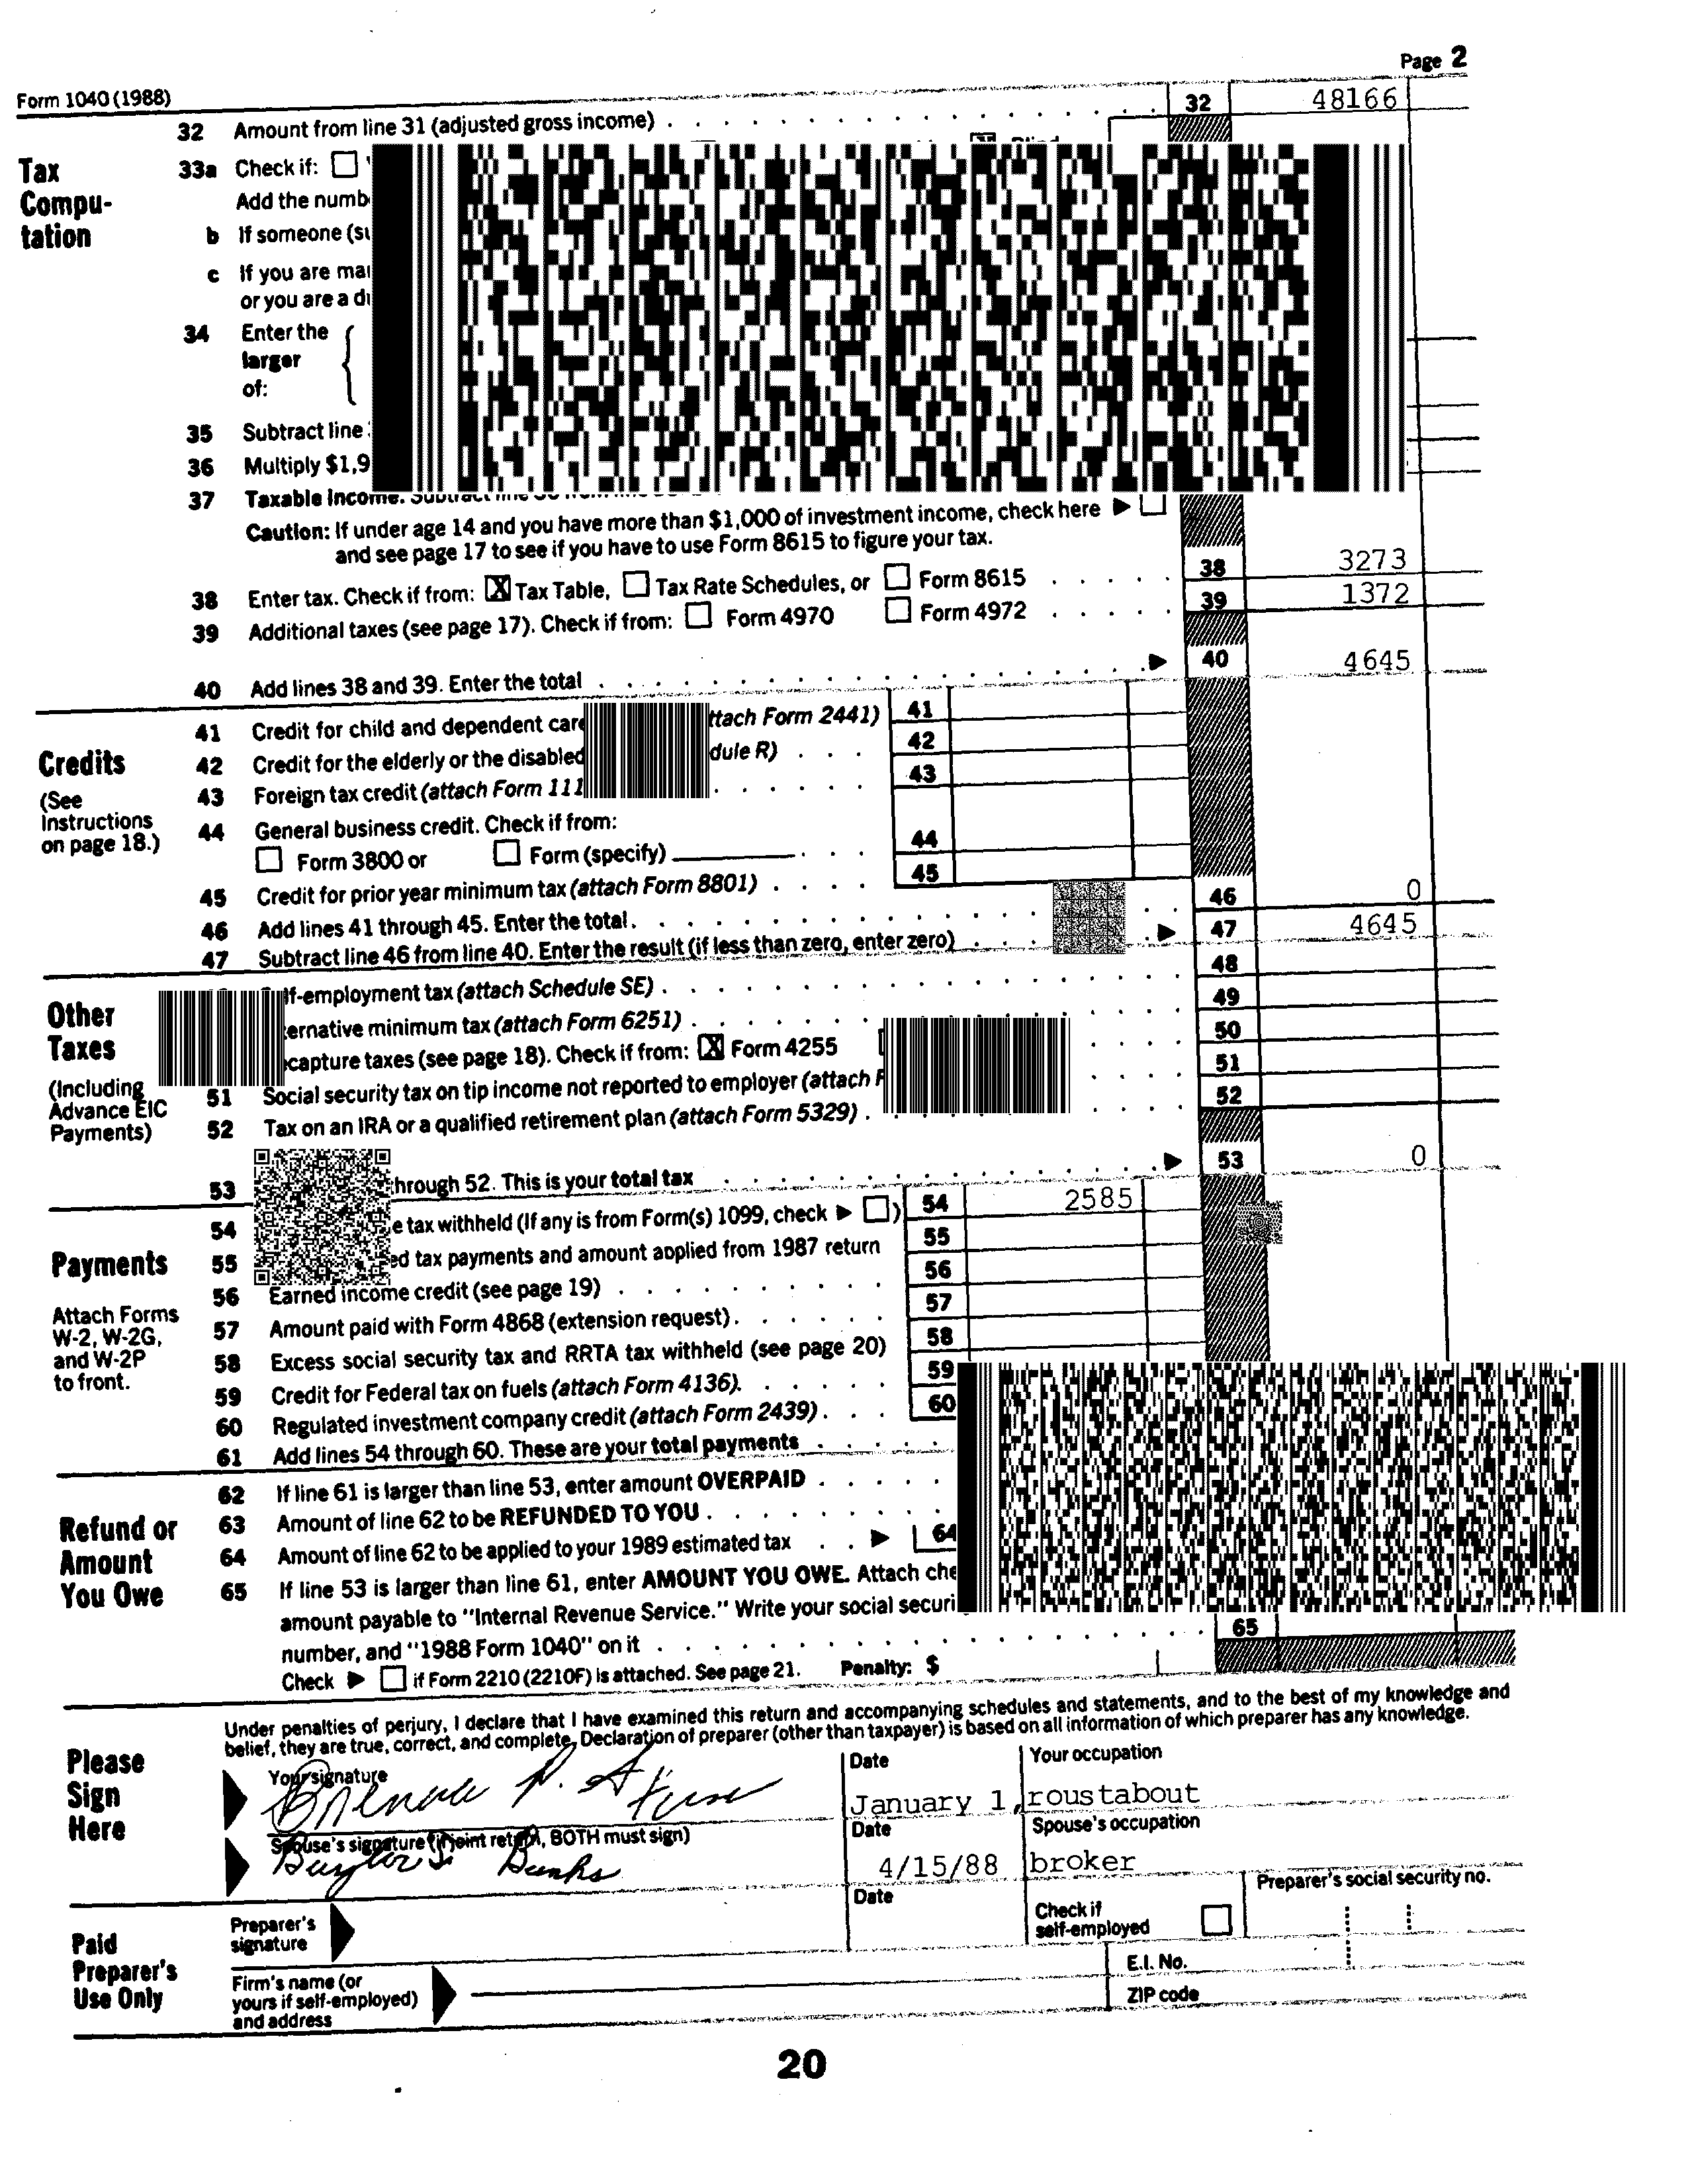 Page 2
Form 1040 (1988)
32 Amount from line 31 (adjusted gross income) . . . . . . . . . . . . . . . . 32 48166
Tax Compu- tation
33a Check if:
Add the numb
b If someone (su
c If you are mar
or you are a du
34 Enter the larger of:
35 Subtract line
36 Multiply $1,9
37 Taxable income.
Caution: If under age 14 and you have more than $1,000 of investment income, check here ▶ ☐
and see page 17 to see if you have to use Form 8615 to figure your tax.
38 Enter tax. Check if from: ☒ Tax Table, ☐ Tax Rate Schedules, or ☐ Form 8615 . . . . . 38 3273
39 Additional taxes (see page 17). Check if from: ☐ Form 4970 ☐ Form 4972 . . . . . 39 1372
40 Add lines 38 and 39. Enter the total . . . . . . . . . . . . . . . . ▶ 40 4645
Credits
(See Instructions on page 18.)
41 Credit for child and dependent care ttach Form 2441) 41
42 Credit for the elderly or the disabled dule R) . . . 42
43 Foreign tax credit (attach Form 111 . . . . . . 43
44 General business credit. Check if from:
☐ Form 3800 or ☐ Form (specify) . . . 44
45 Credit for prior year minimum tax (attach Form 8801) . . . . 45
46 Add lines 41 through 45. Enter the total. . . . . . . . . . . . . . . . 46 0
47 Subtract line 46 from line 40. Enter the result (if less than zero, enter zero) . . . . ▶ 47 4645
Other Taxes
(Including Advance EIC Payments)
lf-employment tax (attach Schedule SE) . . . . . . . . . . . . . . . . 48
ernative minimum tax (attach Form 6251) . . . . . . . . . . . 49
capture taxes (see page 18). Check if from: ☒ Form 4255 . . . . 50
51 Social security tax on tip income not reported to employer (attach F . . . . 51
52 Tax on an IRA or a qualified retirement plan (attach Form 5329) . . . . . 52
53 through 52. This is your total tax . . . . . . . . . . . . . . ▶ 53 0
Payments
Attach Forms W-2, W-2G, and W-2P to front.
54 e tax withheld (If any is from Form(s) 1099, check ▶ ☐) 54 2585
55 ed tax payments and amount applied from 1987 return 55
56 Earned income credit (see page 19) . . . . . . . . . 56
57 Amount paid with Form 4868 (extension request). . . . . . 57
58 Excess social security tax and RRTA tax withheld (see page 20) 58
59 Credit for Federal tax on fuels (attach Form 4136). . . . . . 59
60 Regulated investment company credit (attach Form 2439) . . . 60
61 Add lines 54 through 60. These are your total payments . . . . .
Refund or Amount You Owe
62 If line 61 is larger than line 53, enter amount OVERPAID . . . . .
63 Amount of line 62 to be REFUNDED TO YOU . . . . . . . . .
64 Amount of line 62 to be applied to your 1989 estimated tax . . ▶ 64
65 If line 53 is larger than line 61, enter AMOUNT YOU OWE. Attach che
amount payable to "Internal Revenue Service." Write your social securi
number, and "1988 Form 1040" on it . . . . . . . . . . . . . . . . . . 65
Check ▶ ☐ if Form 2210 (2210F) is attached. See page 21. Penalty: $
Under penalties of perjury, I declare that I have examined this return and accompanying schedules and statements, and to the best of my knowledge and
belief, they are true, correct, and complete. Declaration of preparer (other than taxpayer) is based on all information of which preparer has any knowledge.
Please Sign Here
Your signature
Date
January 1,
Your occupation
roustabout
Spouse's signature (if joint return, BOTH must sign)
Banks
Date
4/15/88
Spouse's occupation
broker
Paid Preparer's Use Only
Preparer's signature
Date
Check if self-employed ☐
Preparer's social security no.
Firm's name (or yours if self-employed) and address
E.I. No.
ZIP code
20